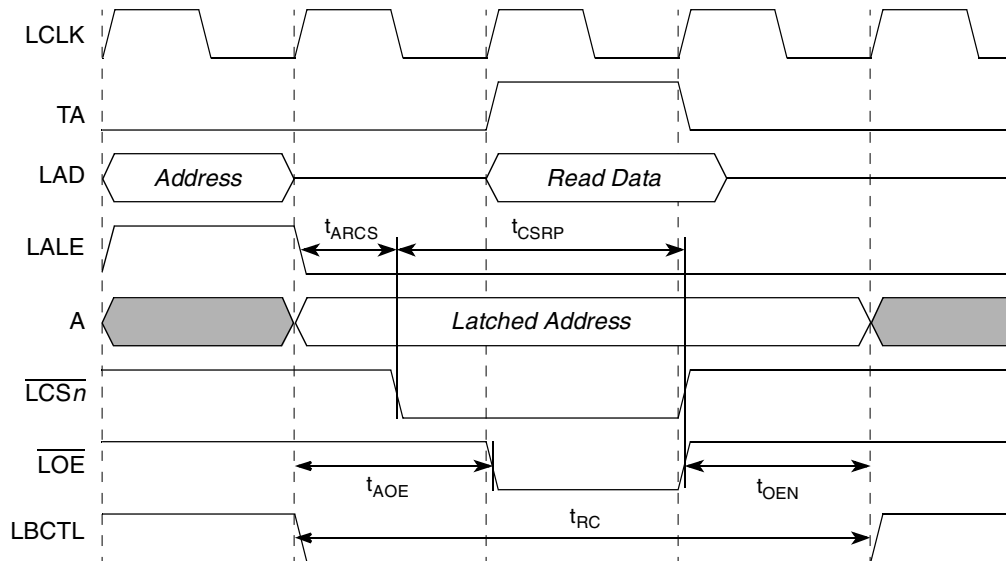 LCLK
TA
LAD Address Read Data
LALE tARCS tCSRP
A Latched Address
LCSn
LOE tAOE tOEN
LBCTL tRC